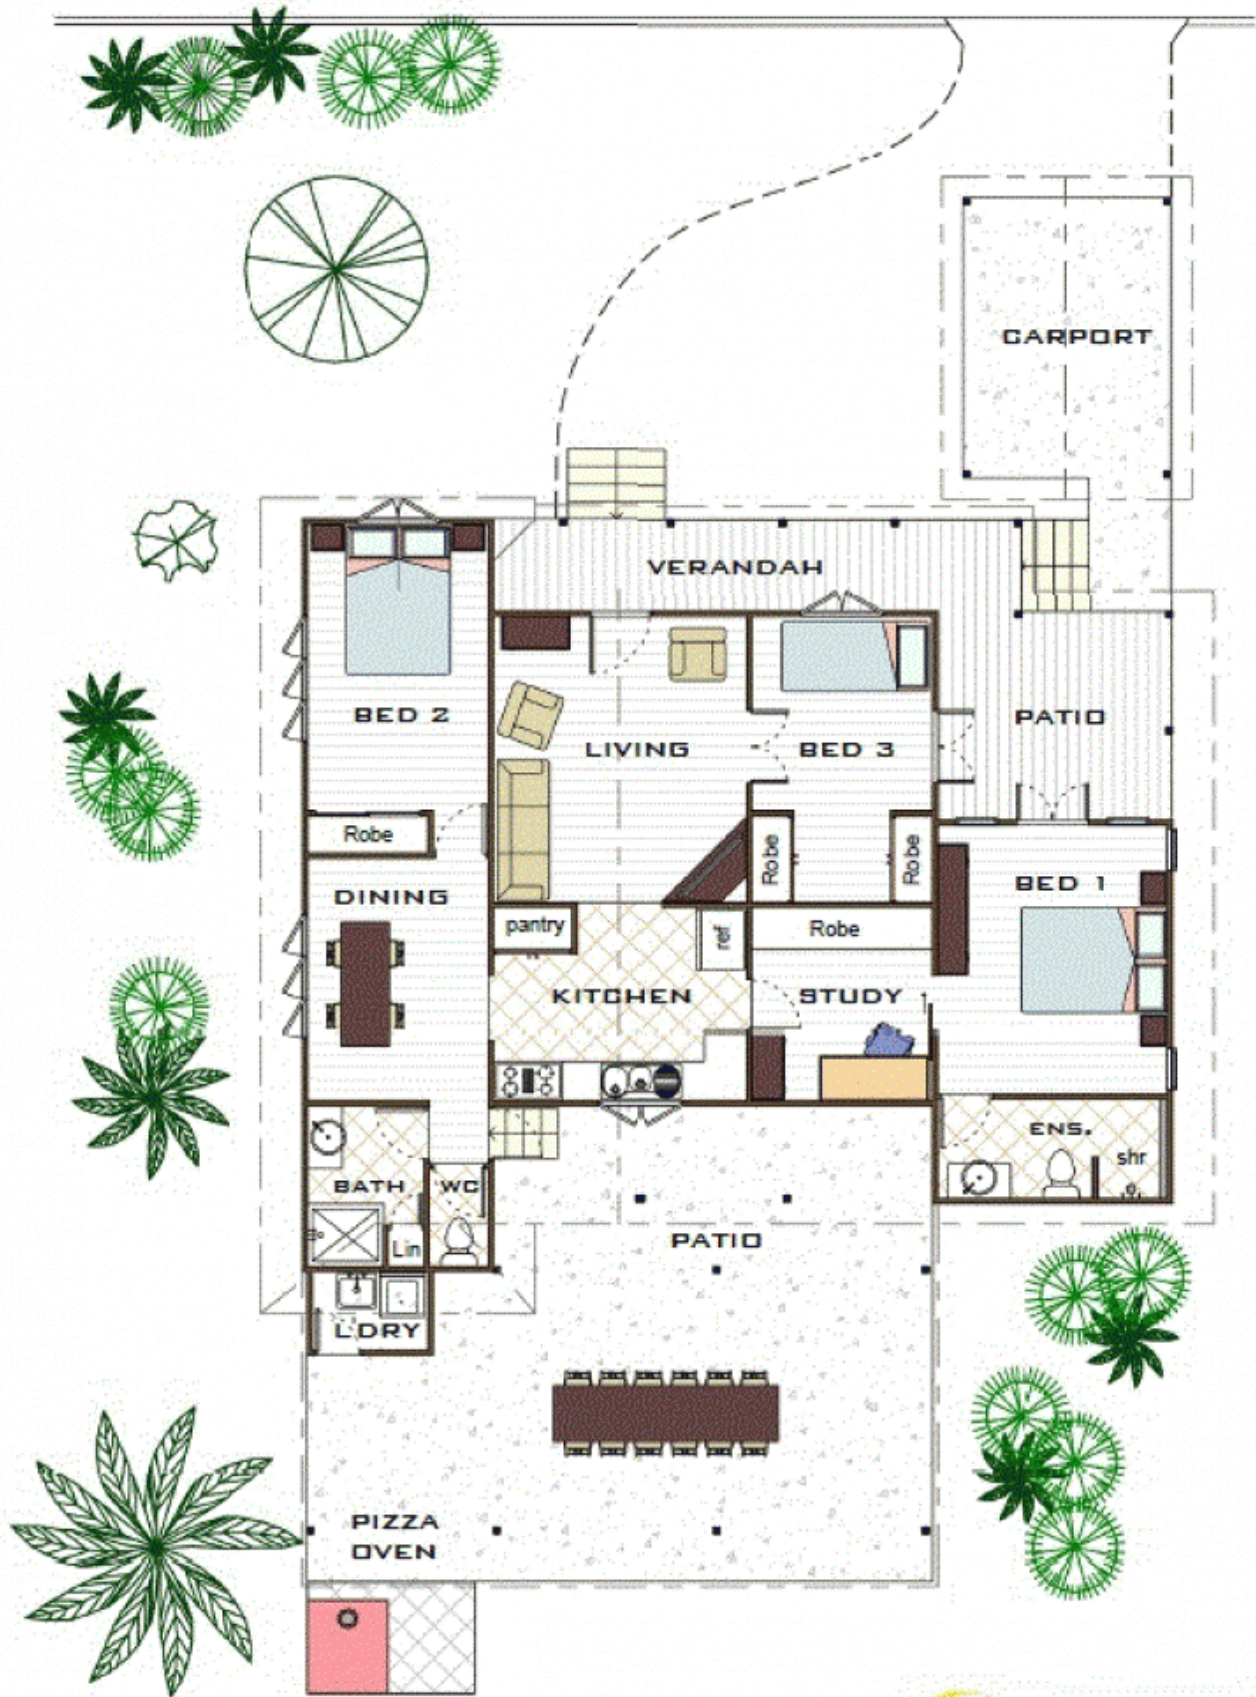 CARPORT
VERANDAH
BED 2
LIVING
BED 3
PATIO
Robe
Robe
Robe
DINING
BED 1
pantry
ref
Robe
KITCHEN
STUDY
ENS.
shr
BATH
WC
Lin
PATIO
L'DRY
PIZZA
OVEN